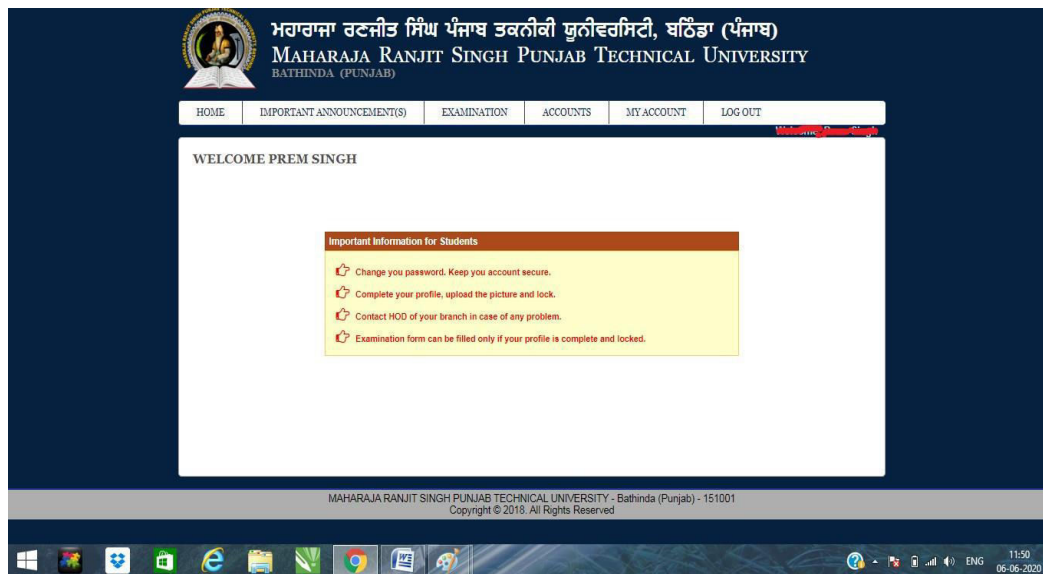 ਮਹਾਰਾਜਾ ਰਣਜੀਤ ਸਿੰਘ ਪੰਜਾਬ ਤਕਨੀਕੀ ਯੂਨੀਵਰਸਿਟੀ, ਬਠਿੰਡਾ (ਪੰਜਾਬ)
MAHARAJA RANJIT SINGH PUNJAB TECHNICAL UNIVERSITY
BATHINDA (PUNJAB)
HOME IMPORTANT ANNOUNCEMENT(S) EXAMINATION ACCOUNTS MY ACCOUNT LOG OUT
WELCOME PREM SINGH
Important Information for Students
Change you password. Keep you account secure.
Complete your profile, upload the picture and lock.
Contact HOD of your branch in case of any problem.
Examination form can be filled only if your profile is complete and locked.
MAHARAJA RANJIT SINGH PUNJAB TECHNICAL UNIVERSITY - Bathinda (Punjab) - 151001
Copyright © 2018. All Rights Reserved
ENG 11:50
06-06-2020